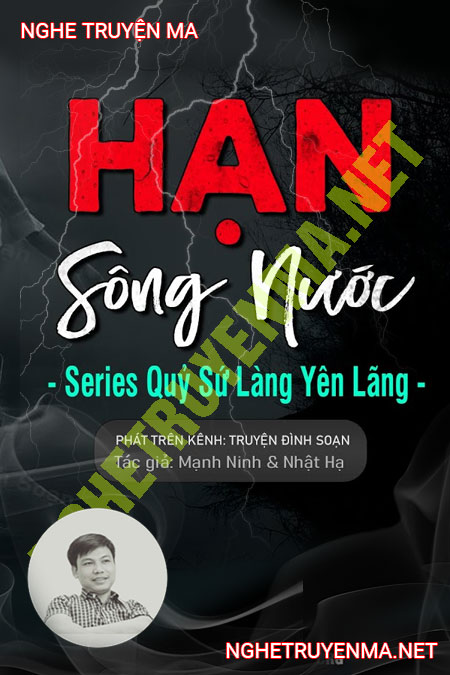 NGHE TRUYỆN MA
HẠN
Sông Nước
- Series Quỷ Sứ Làng Yên Lãng -
PHÁT TRÊN KÊNH: TRUYỆN ĐÌNH SOẠN
Tác giả: Mạnh Ninh & Nhật Hạ
NGHETRUYENMA.NET
NGHETRUYENMA.NET